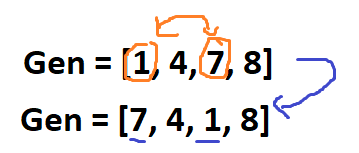 Gen = [1, 4, 7, 8]
Gen = [7, 4, 1, 8]